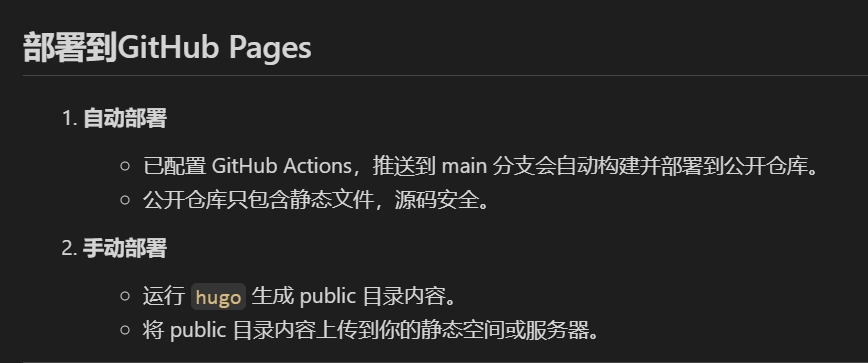 部署到GitHub Pages
1. 自动部署
○ 已配置 GitHub Actions，推送到 main 分支会自动构建并部署到公开仓库。
○ 公开仓库只包含静态文件，源码安全。
2. 手动部署
○ 运行 hugo 生成 public 目录内容。
○ 将 public 目录内容上传到你的静态空间或服务器。